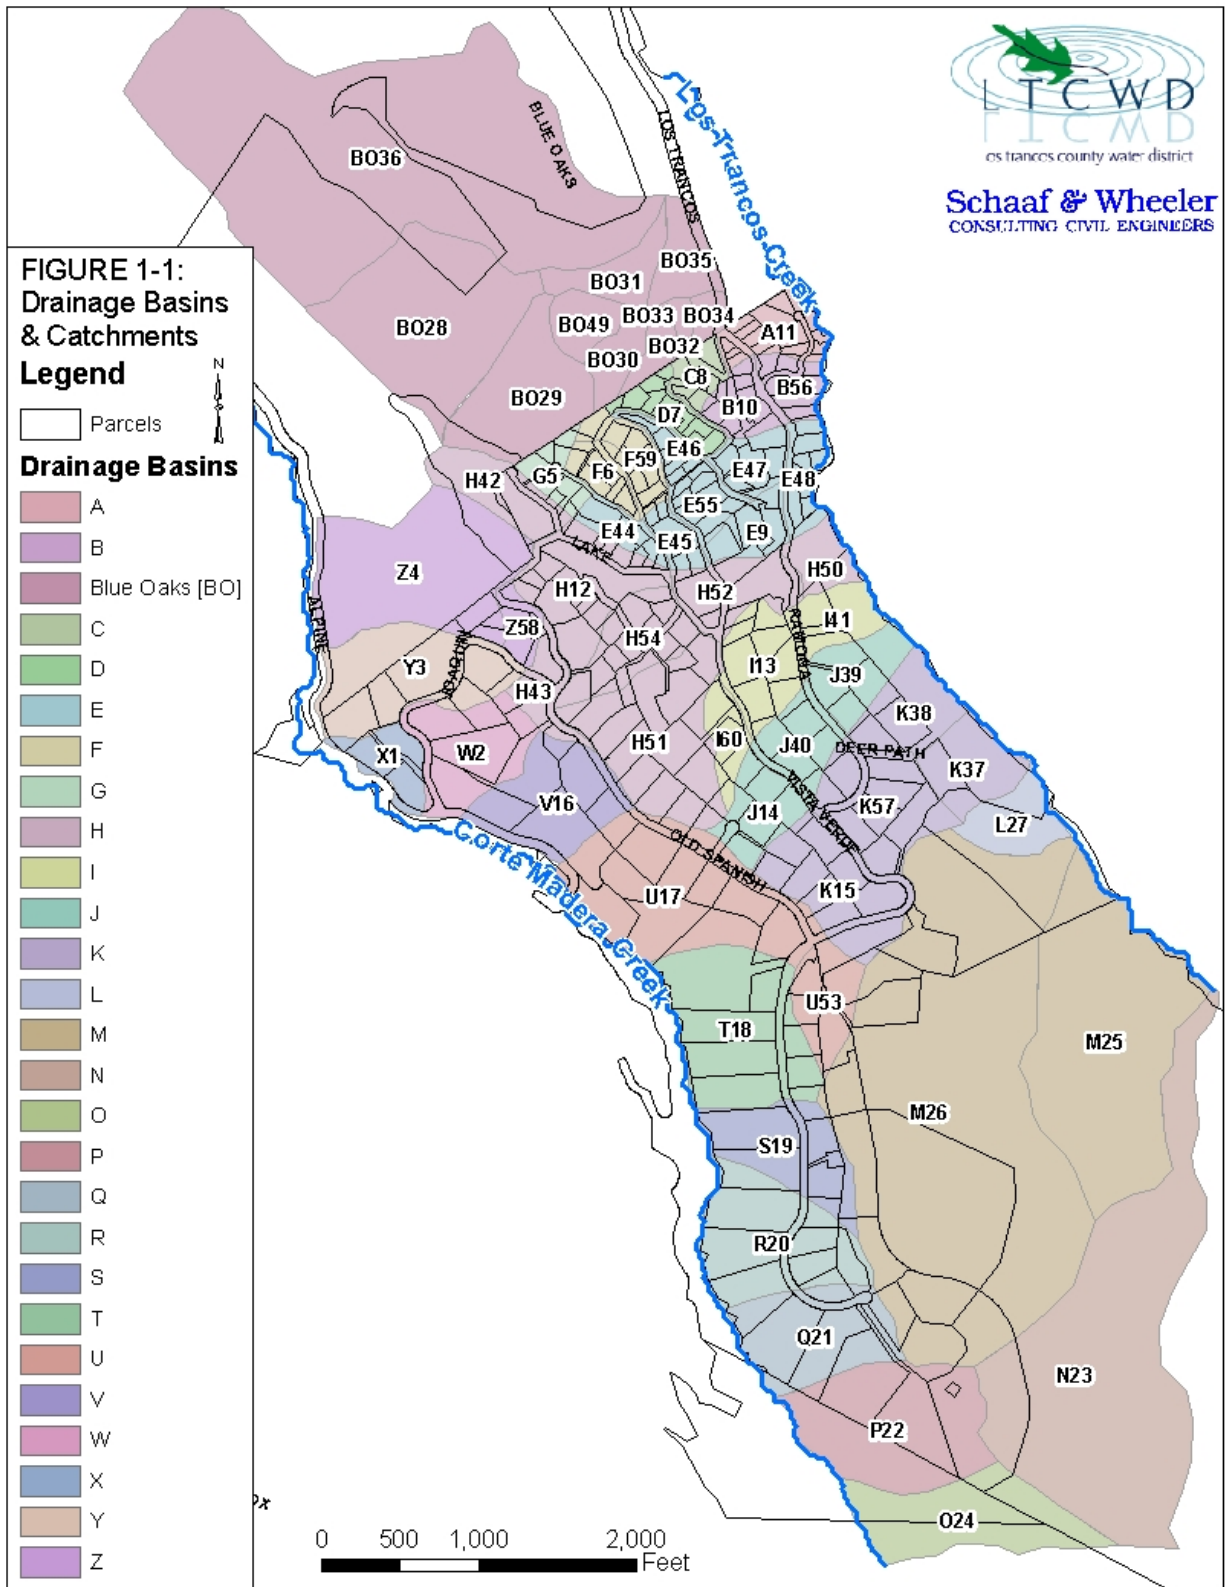 LTCWD
os trancos county water district
Schaaf & Wheeler
CONSULTING CIVIL ENGINEERS
FIGURE 1-1:
Drainage Basins
& Catchments
Legend
N
Parcels
Drainage Basins
A
B
Blue Oaks [BO]
C
D
E
F
G
H
I
J
K
L
M
N
O
P
Q
R
S
T
U
V
W
X
Y
Z
BLUE OAKS
LOS TRANCOS
Los Trancos Creek
BO36
BO35
BO31
BO28
BO49
BO33
BO34
BO32
BO30
BO29
A11
C8
B56
B10
D7
E46
F59
F6
G5
H42
E47
E48
E55
E44
E45
E9
LAKE
Z4
H12
H52
H50
ALPINE
Z58
H54
RAMONA
I41
Y3
JOAQUIN
H43
I13
J39
K38
X1
W2
H51
I60
J40
DEER PATH
K37
V16
J14
VISTA VERDE
K57
L27
Corte Madera Creek
OLD SPANISH
U17
K15
U53
T18
M25
M26
S19
R20
Q21
N23
P22
O24
0 500 1,000 2,000
Feet